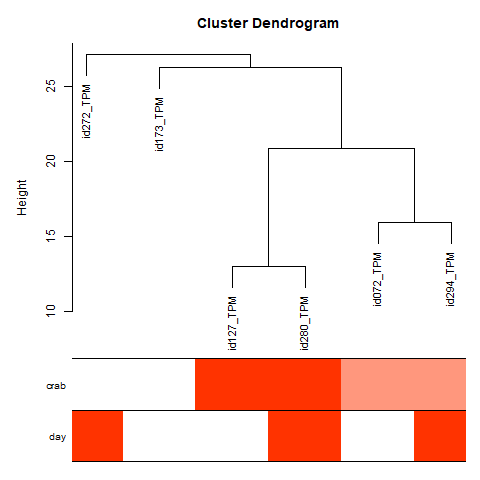 Cluster Dendrogram
Height
25
20
15
10
id272_TPM
id173_TPM
id127_TPM
id280_TPM
id072_TPM
id294_TPM
crab
day